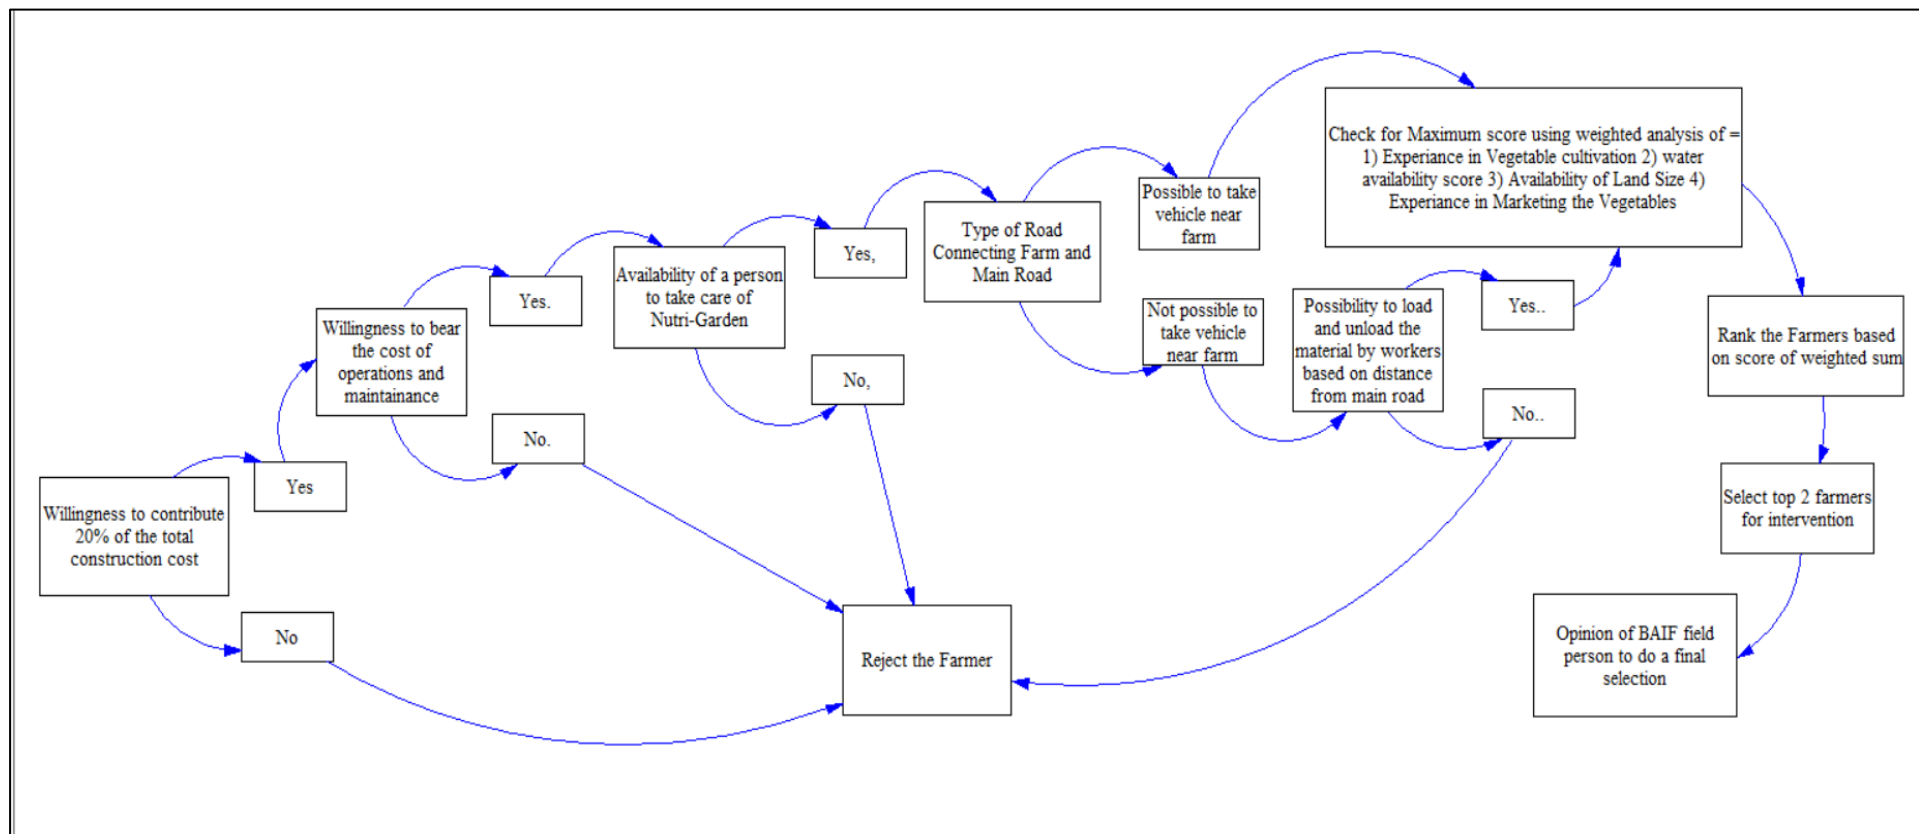 Willingness to contribute
20% of the total
construction cost
Yes
No
Willingness to bear
the cost of
operations and
maintainance
Yes.
No.
Availability of a person
to take care of
Nutri-Garden
Yes,
No,
Type of Road
Connecting Farm and
Main Road
Possible to take
vehicle near
farm
Not possible to
take vehicle
near farm
Possibility to load
and unload the
material by workers
based on distance
from main road
Yes..
No..
Reject the Farmer
Check for Maximum score using weighted analysis of =
1) Experiance in Vegetable cultivation 2) water
availability score 3) Availability of Land Size 4)
Experiance in Marketing the Vegetables
Rank the Farmers based
on score of weighted sum
Select top 2 farmers
for intervention
Opinion of BAIF field
person to do a final
selection